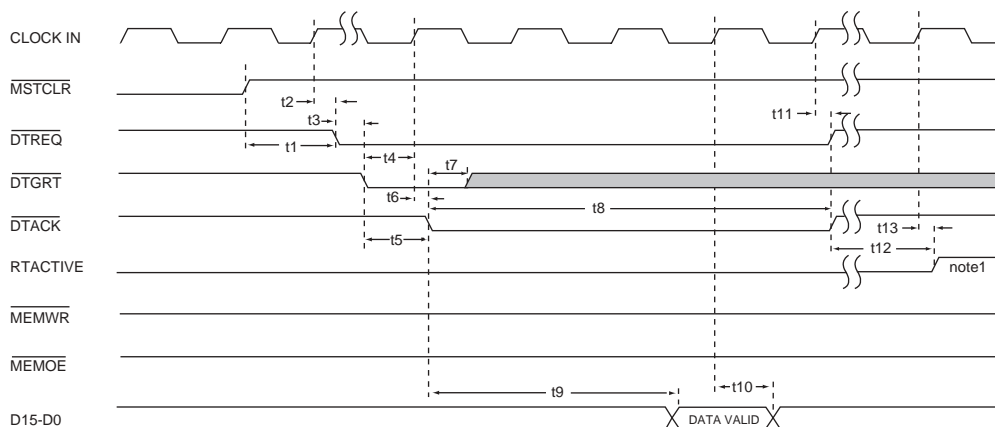 CLOCK IN
MSTCLR
t2
t11
t3
DTREQ
t1
t4
t7
DTGRT
t6
t8
DTACK
t13
t5
t12
RTACTIVE
note1
MEMWR
MEMOE
t9
t10
D15-D0
DATA VALID